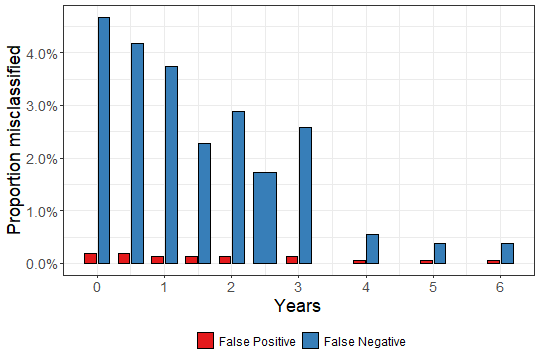 Proportion misclassified
4.0%
3.0%
2.0%
1.0%
0.0%
0 1 2 3 4 5 6
Years
False Positive False Negative